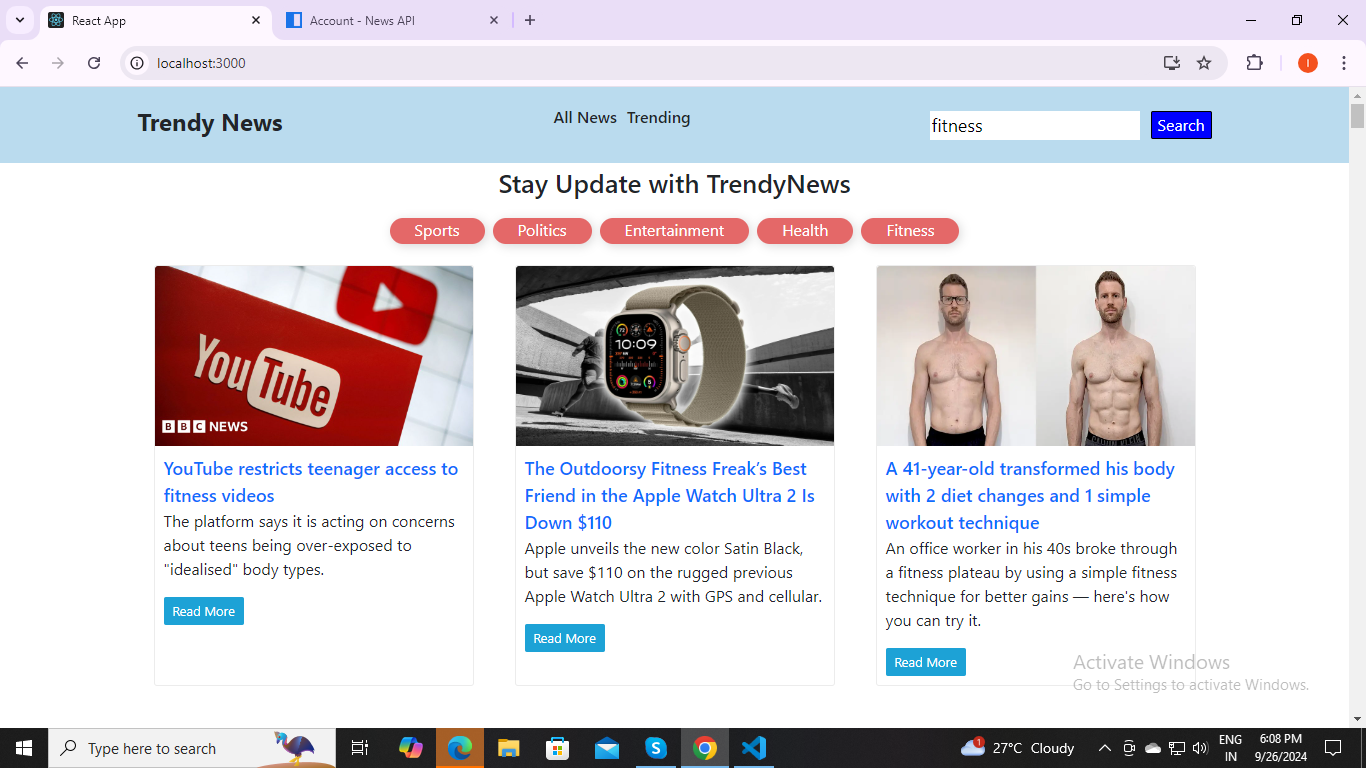 React App
Account - News API
localhost:3000
I
Trendy News
All News Trending
fitness
Search
Stay Update with TrendyNews
Sports
Politics
Entertainment
Health
Fitness
YouTube
BBC NEWS
10:09
YouTube restricts teenager access to
fitness videos
The platform says it is acting on concerns
about teens being over-exposed to
"idealised" body types.
Read More
The Outdoorsy Fitness Freak’s Best
Friend in the Apple Watch Ultra 2 Is
Down $110
Apple unveils the new color Satin Black,
but save $110 on the rugged previous
Apple Watch Ultra 2 with GPS and cellular.
Read More
CALVIN KLEIN
A 41-year-old transformed his body
with 2 diet changes and 1 simple
workout technique
An office worker in his 40s broke through
a fitness plateau by using a simple fitness
technique for better gains — here's how
you can try it.
Read More
Activate Windows
Go to Settings to activate Windows.
Type here to search
1
27°C Cloudy
ENG
IN
6:08 PM
9/26/2024